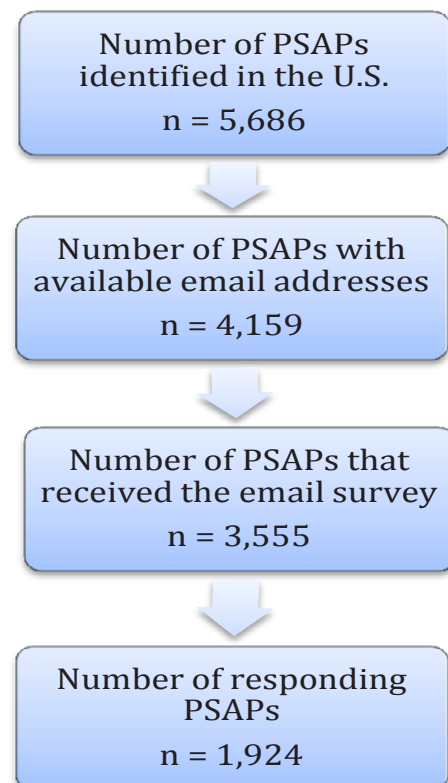 Number of PSAPs
identified in the U.S.
n = 5,686
Number of PSAPs with
available email addresses
n = 4,159
Number of PSAPs that
received the email survey
n = 3,555
Number of responding
PSAPs
n = 1,924